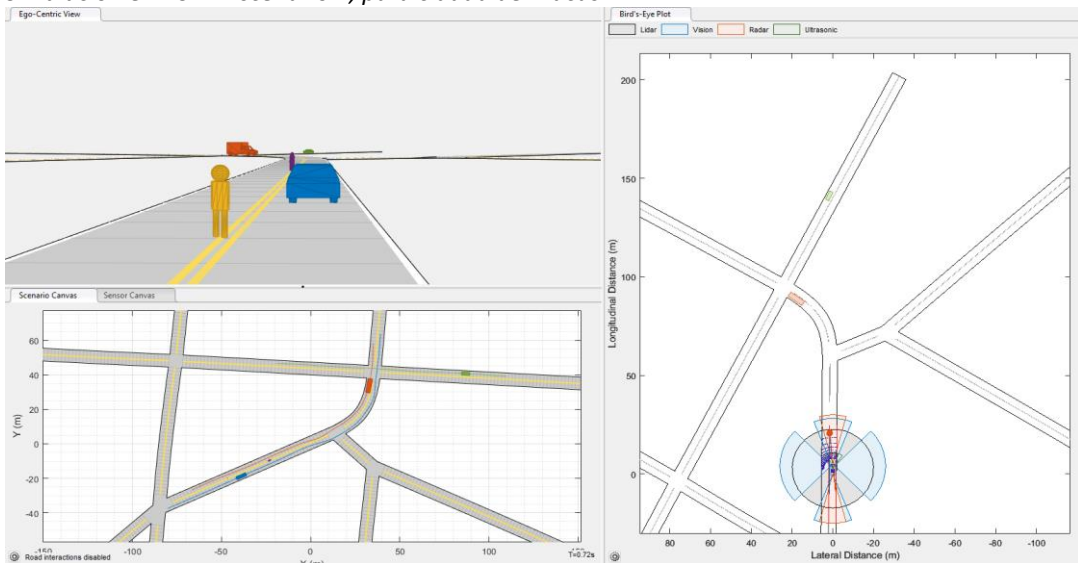 Ego-Centric View
Scenario Canvas
Sensor Canvas
60
40
20
0
-20
-40
Y (m)
-100
-50
0
50
100
Road interactions disabled
T=0.72s
Bird's-Eye Plot
Lidar
Vision
Radar
Ultrasonic
200
150
100
50
0
Longitudinal Distance (m)
80
60
40
20
0
-20
-40
-60
-80
-100
Lateral Distance (m)